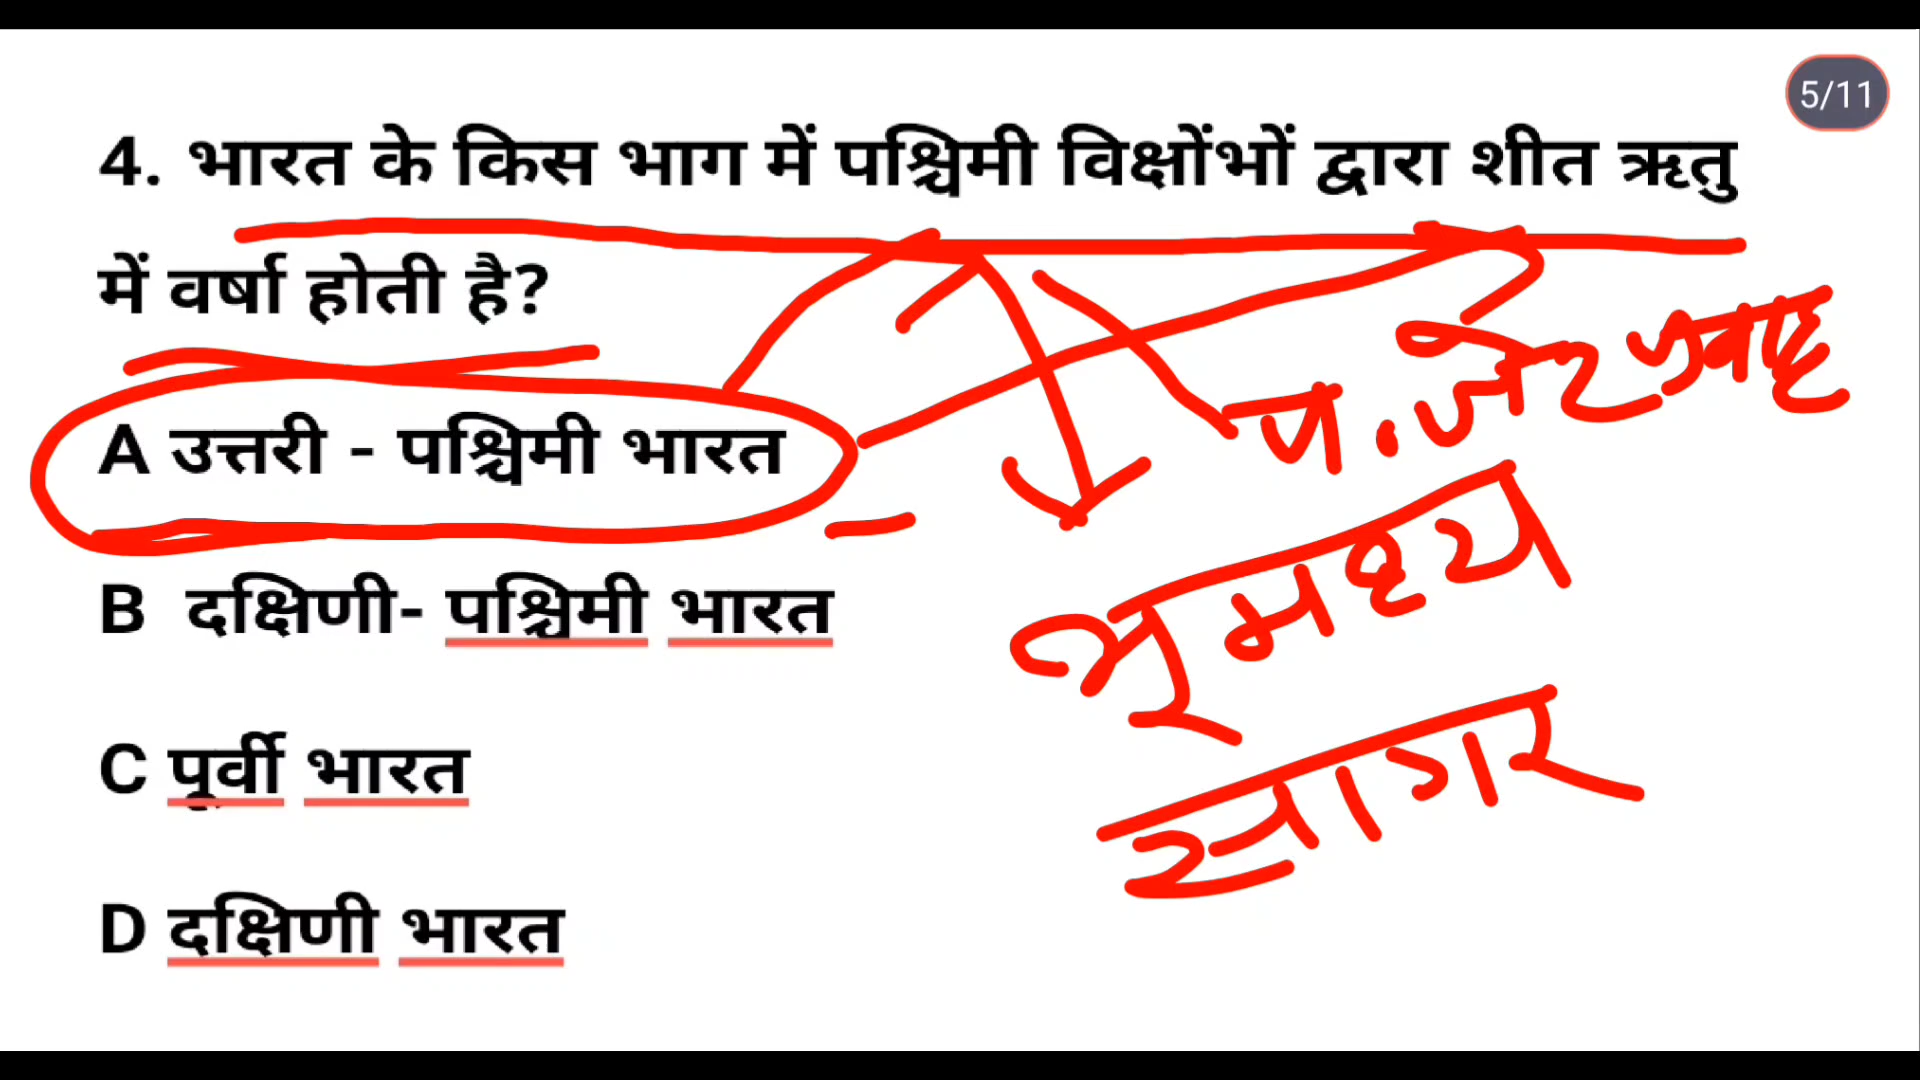 5/11
4. भारत के किस भाग में पश्चिमी विक्षोंभों द्वारा शीत ऋतु
में वर्षा होती है?
A उत्तरी - पश्चिमी भारत
प. जेट प्रवाह
B दक्षिणी- पश्चिमी भारत
भूमध्य
सागर
C पूर्वी भारत
D दक्षिणी भारत